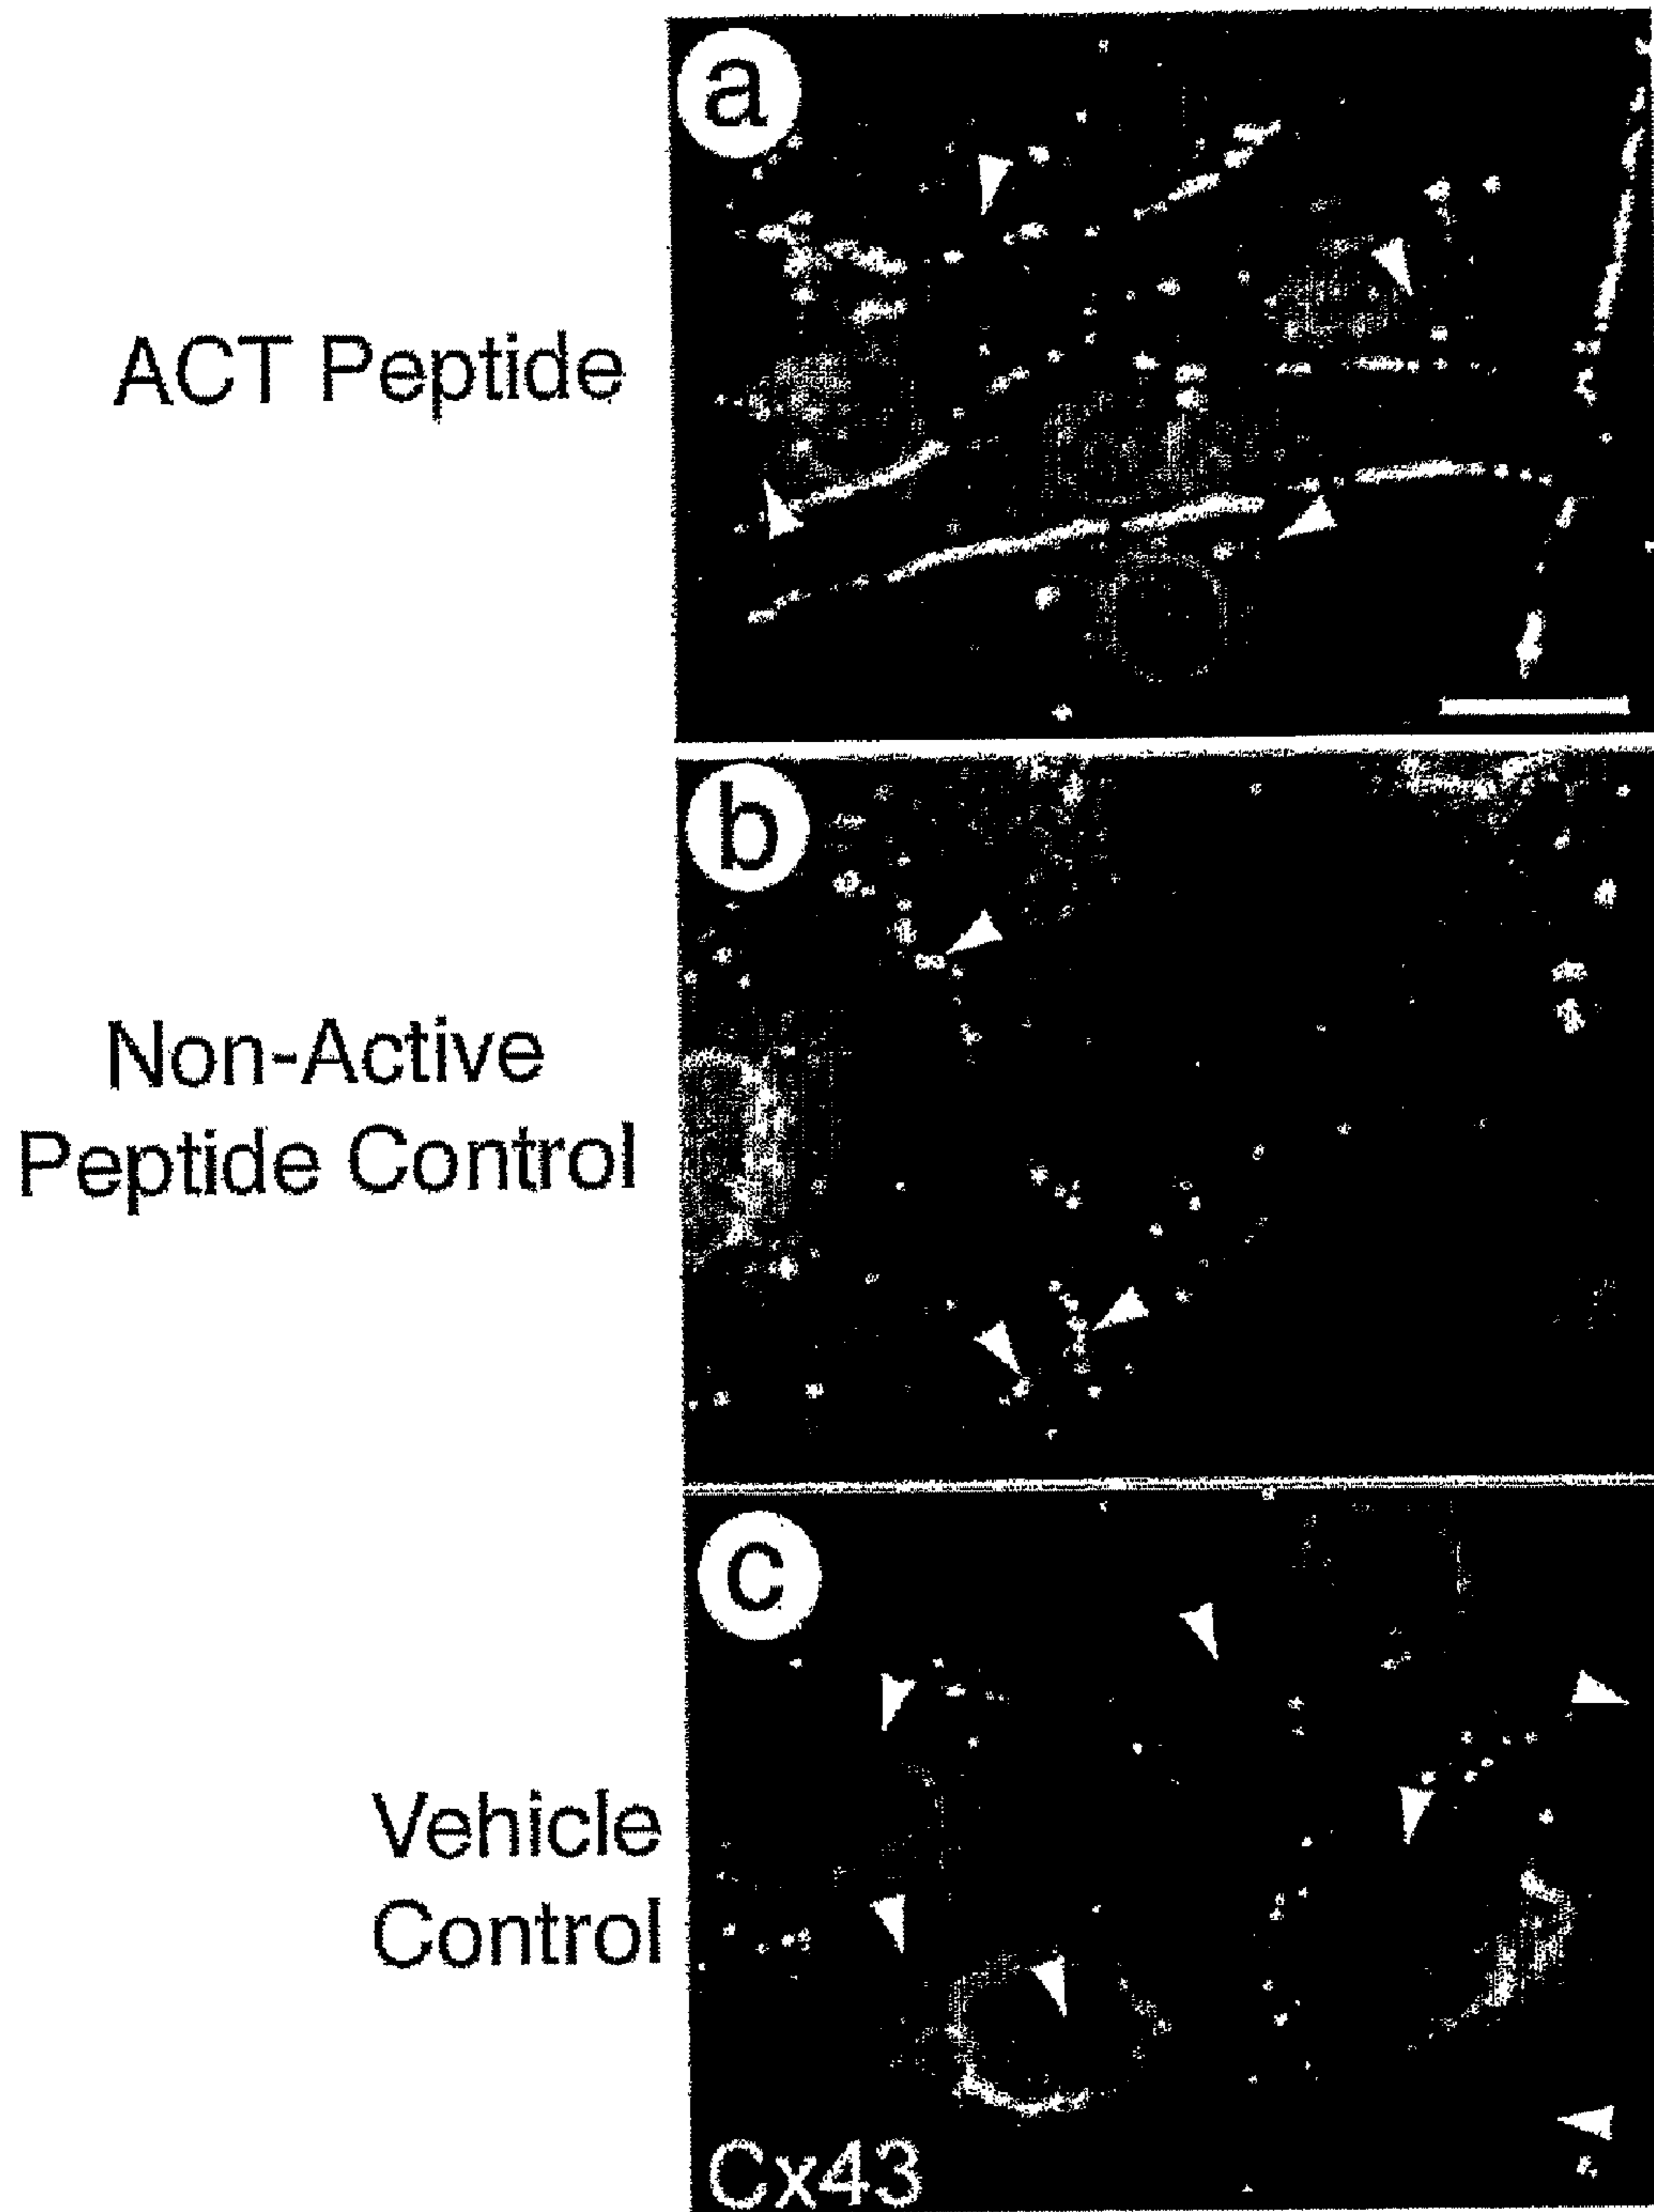 a
ACT Peptide
b
Non-Active
Peptide Control
c
Vehicle
Control
Cx43